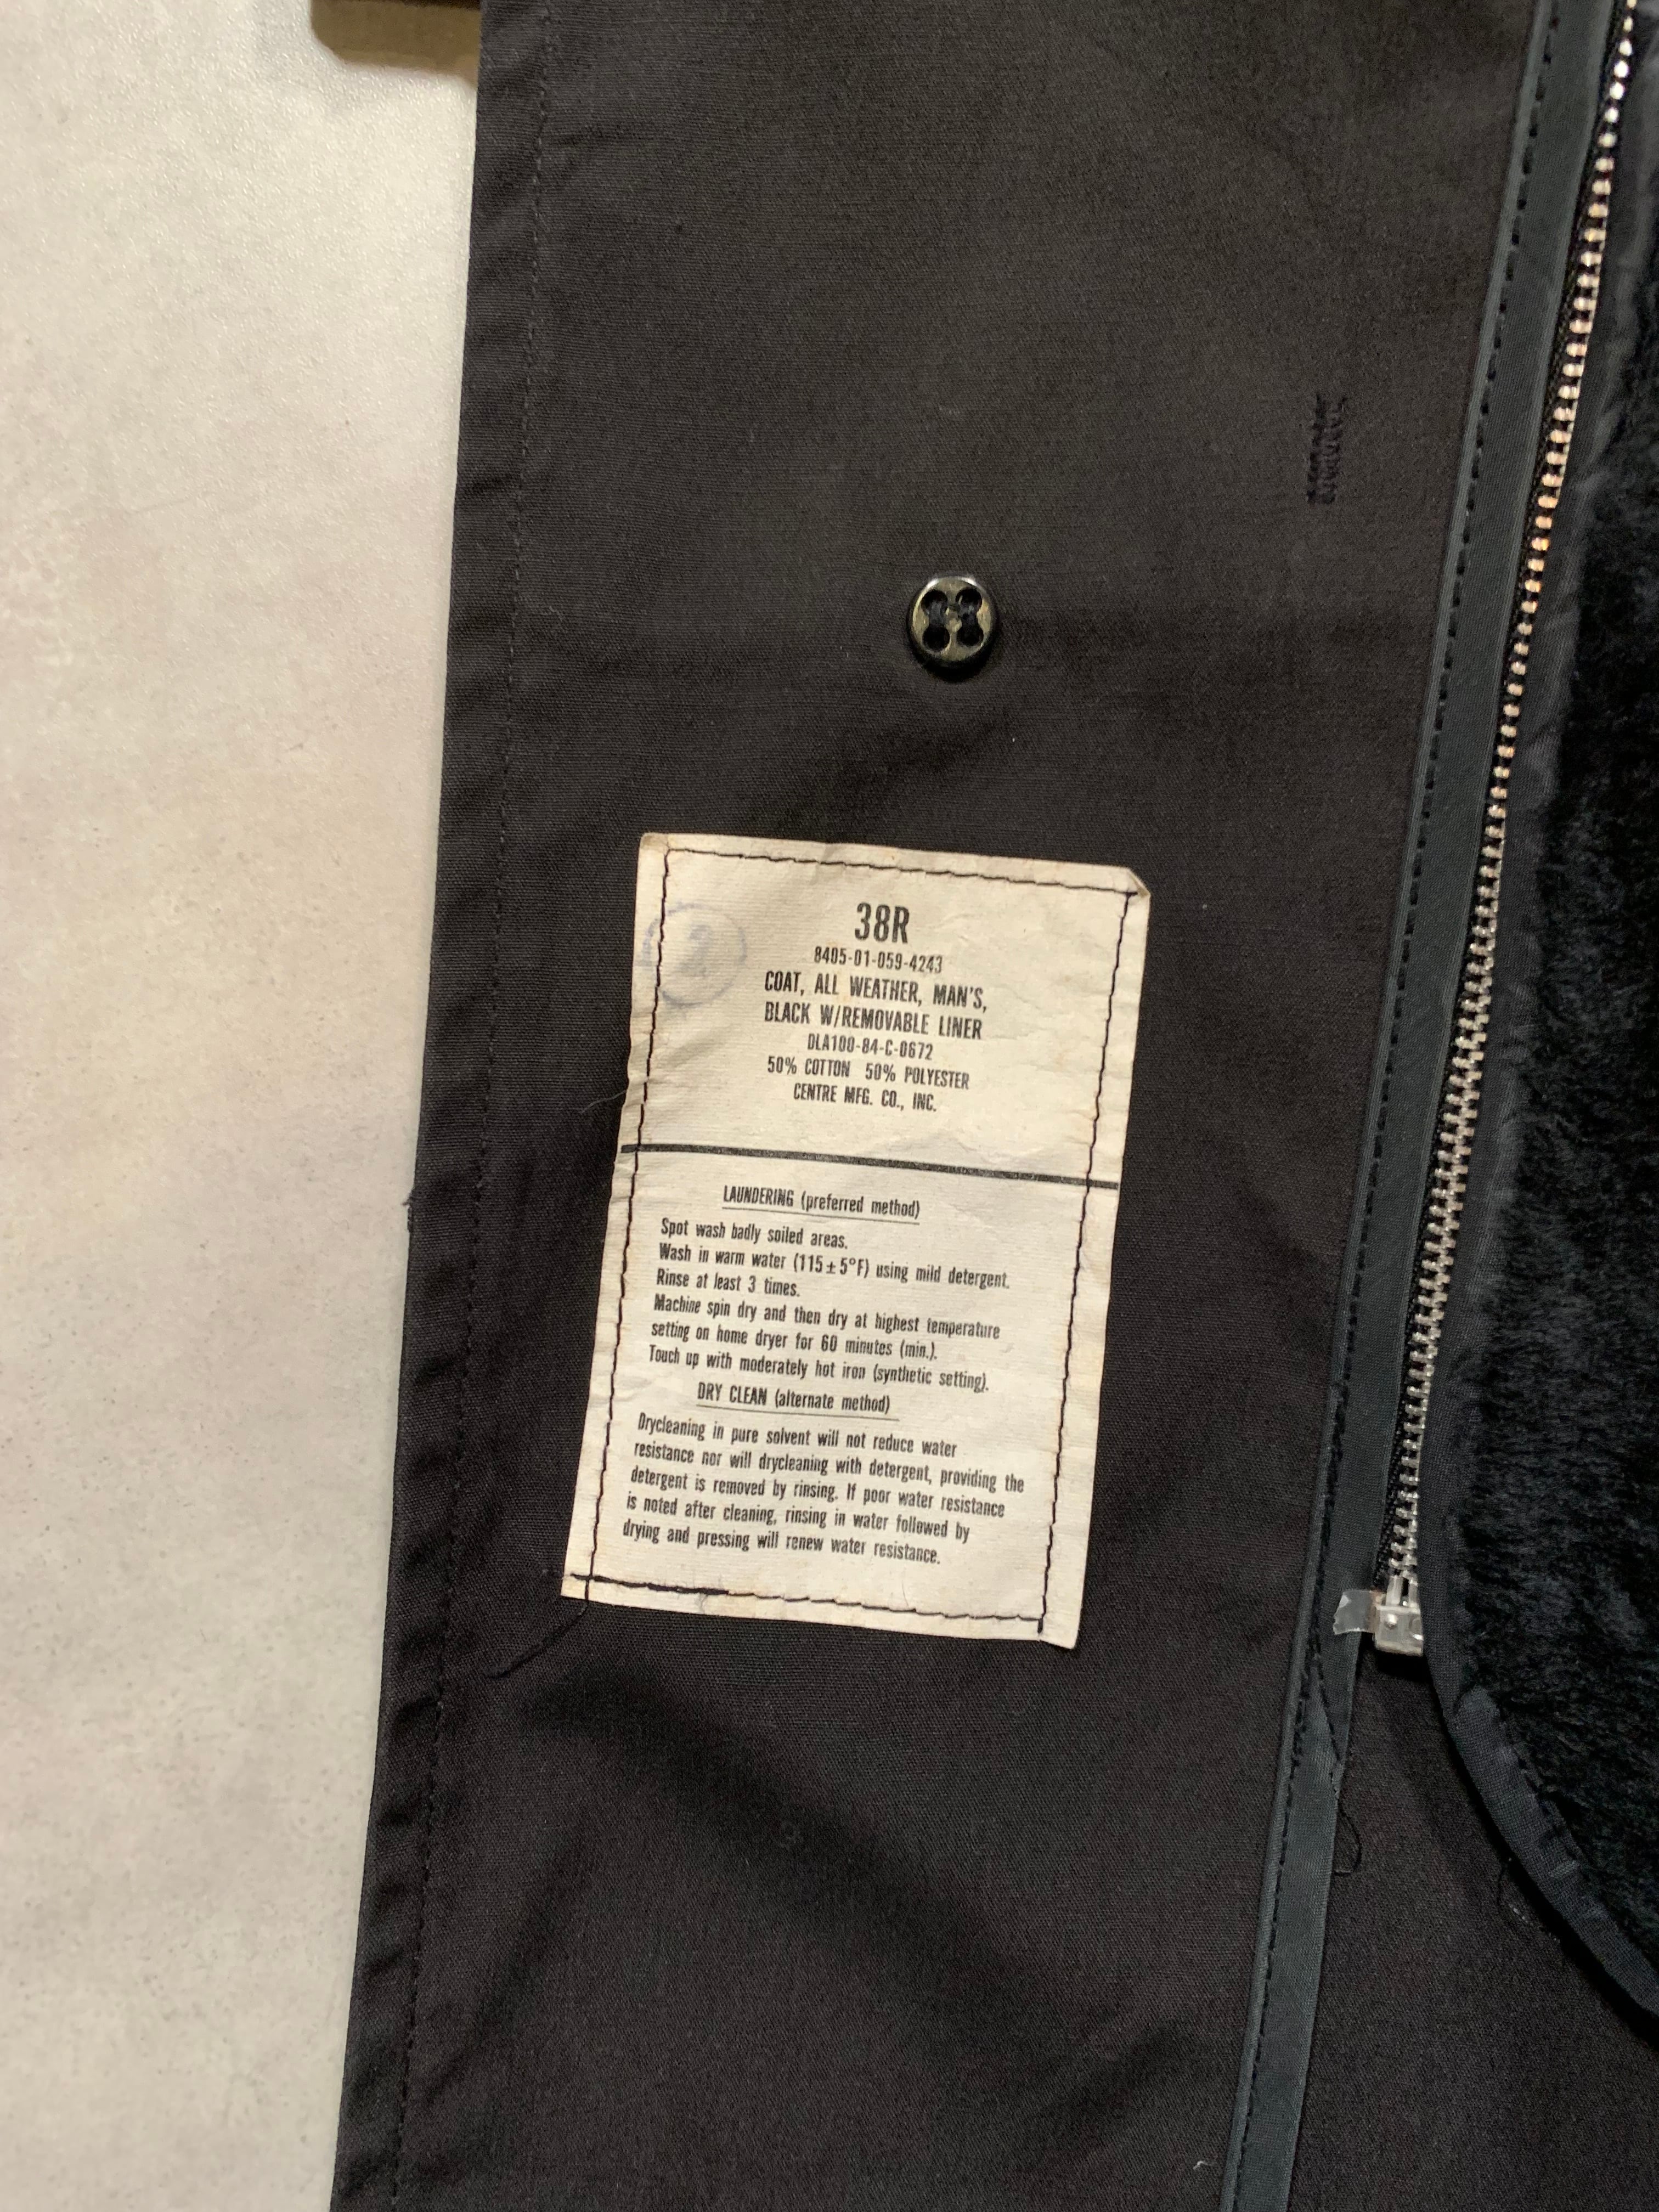 38R
8405-01-059-4243
COAT, ALL WEATHER, MAN'S,
BLACK W/REMOVABLE LINER
DLA100-84-C-0672
50% COTTON 50% POLYESTER
CENTRE MFG. CO., INC.
2
LAUNDERING (preferred method)
Spot wash badly soiled areas.
Wash in warm water (115±5°F) using mild detergent.
Rinse at least 3 times.
Machine spin dry and then dry at highest temperature
setting on home dryer for 60 minutes (min.).
Touch up with moderately hot iron (synthetic setting).
DRY CLEAN (alternate method)
Drycleaning in pure solvent will not reduce water
resistance nor will drycleaning with detergent, providing the
detergent is removed by rinsing. If poor water resistance
is noted after cleaning, rinsing in water followed by
drying and pressing will renew water resistance.